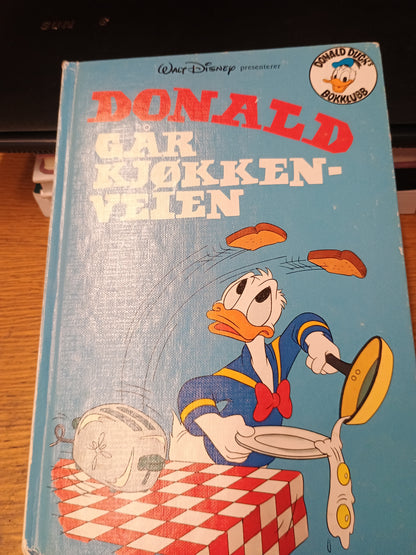 WALT DISNEY presenterer
DONALD DUCK'S
BOKKLUBB
DONALD
GÅR
KJØKKEN-
VEIEN